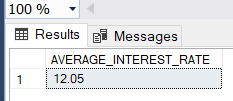 100 %
Results Messages
AVERAGE_INTEREST_RATE
1 12.05